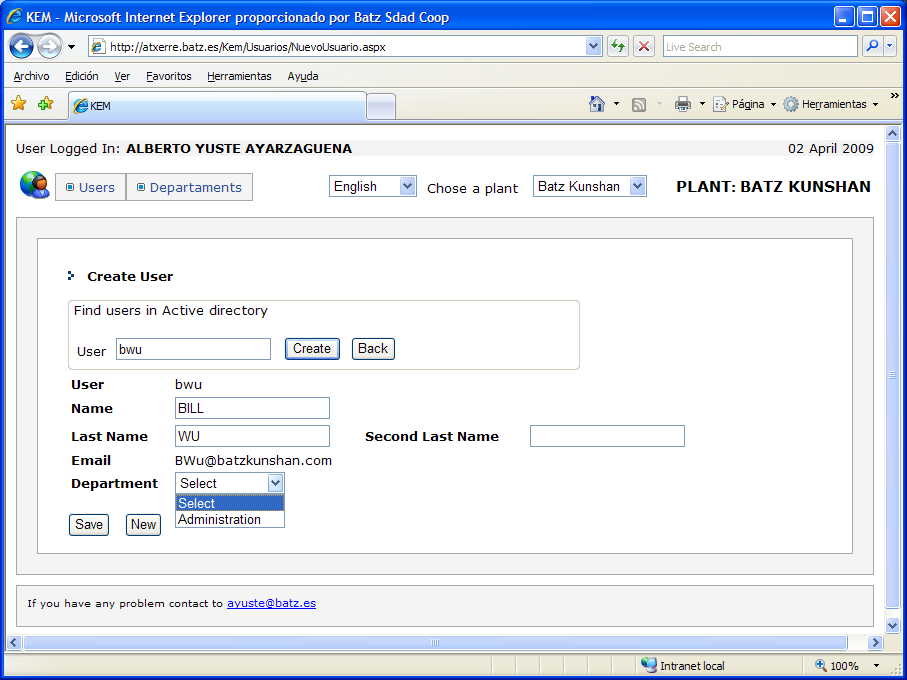 KEM - Microsoft Internet Explorer proporcionado por Batz Sdad Coop
http://atxerre.batz.es/Kem/Usuarios/NuevoUsuario.aspx
Live Search
Archivo Edición Ver Favoritos Herramientas Ayuda
KEM
Página Herramientas »
User Logged In: ALBERTO YUSTE AYARZAGUENA 02 April 2009
Users Departaments English Chose a plant Batz Kunshan PLANT: BATZ KUNSHAN
Create User
Find users in Active directory
User bwu Create Back
User bwu
Name BILL
Last Name WU Second Last Name
Email BWu@batzkunshan.com
Department Select
Select
Administration
Save New
If you have any problem contact to ayuste@batz.es
Intranet local 100%